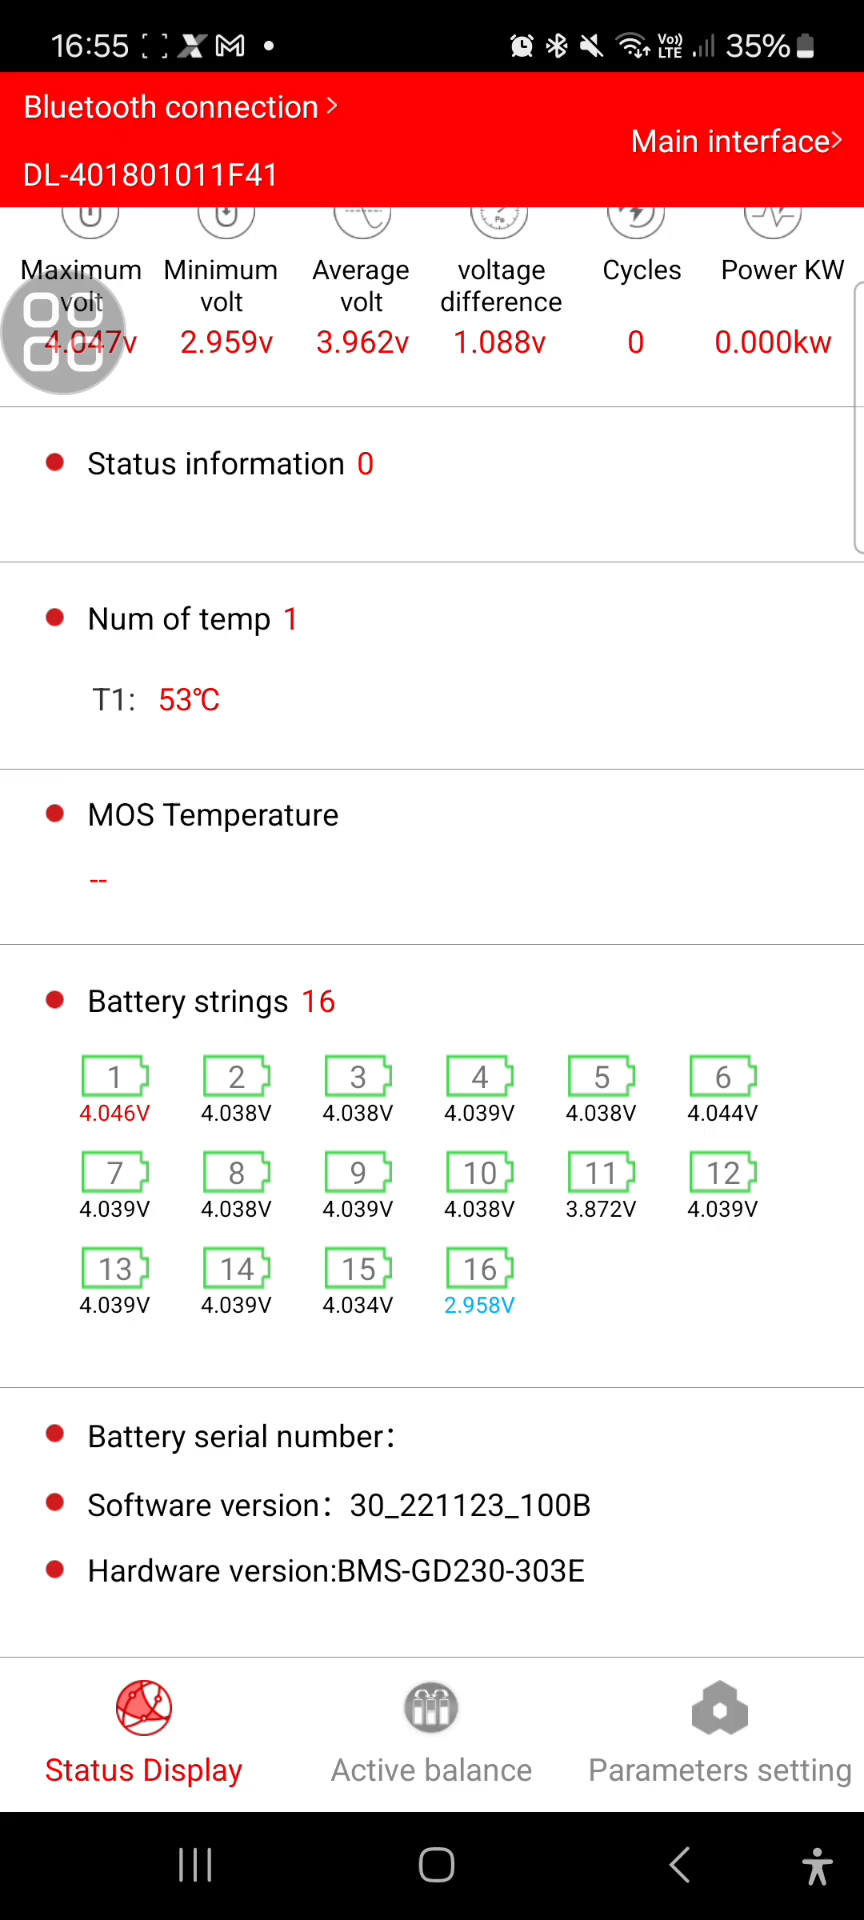 16:55
VoLTE 35%
Bluetooth connection >
Main interface>
DL-401801011F41
Maximum volt
Minimum volt
Average volt
voltage difference
Cycles
Power KW
4.047v 2.959v 3.962v 1.088v 0 0.000kw
Status information 0
Num of temp 1
T1: 53℃
MOS Temperature
--
Battery strings 16
1 2 3 4 5 6
4.046V 4.038V 4.038V 4.039V 4.038V 4.044V
7 8 9 10 11 12
4.039V 4.038V 4.039V 4.038V 3.872V 4.039V
13 14 15 16
4.039V 4.039V 4.034V 2.958V
Battery serial number：
Software version：30_221123_100B
Hardware version:BMS-GD230-303E
Status Display
Active balance
Parameters setting